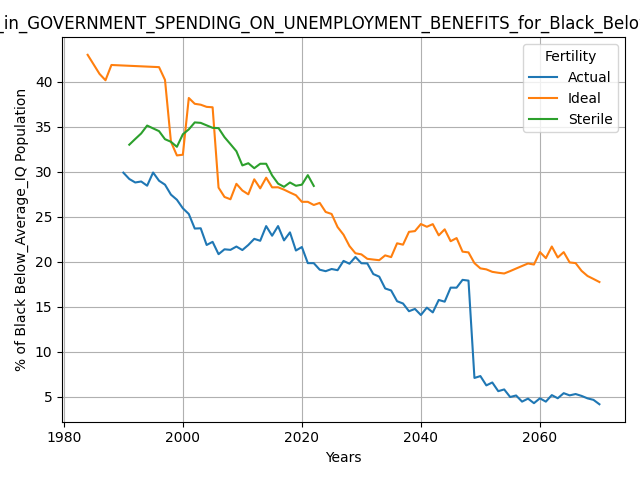 _in_GOVERNMENT_SPENDING_ON_UNEMPLOYMENT_BENEFITS_for_Black_Belo
Fertility
Actual
Ideal
Sterile
% of Black Below_Average_IQ Population
40
35
30
25
20
15
10
5
1980 2000 2020 2040 2060
Years